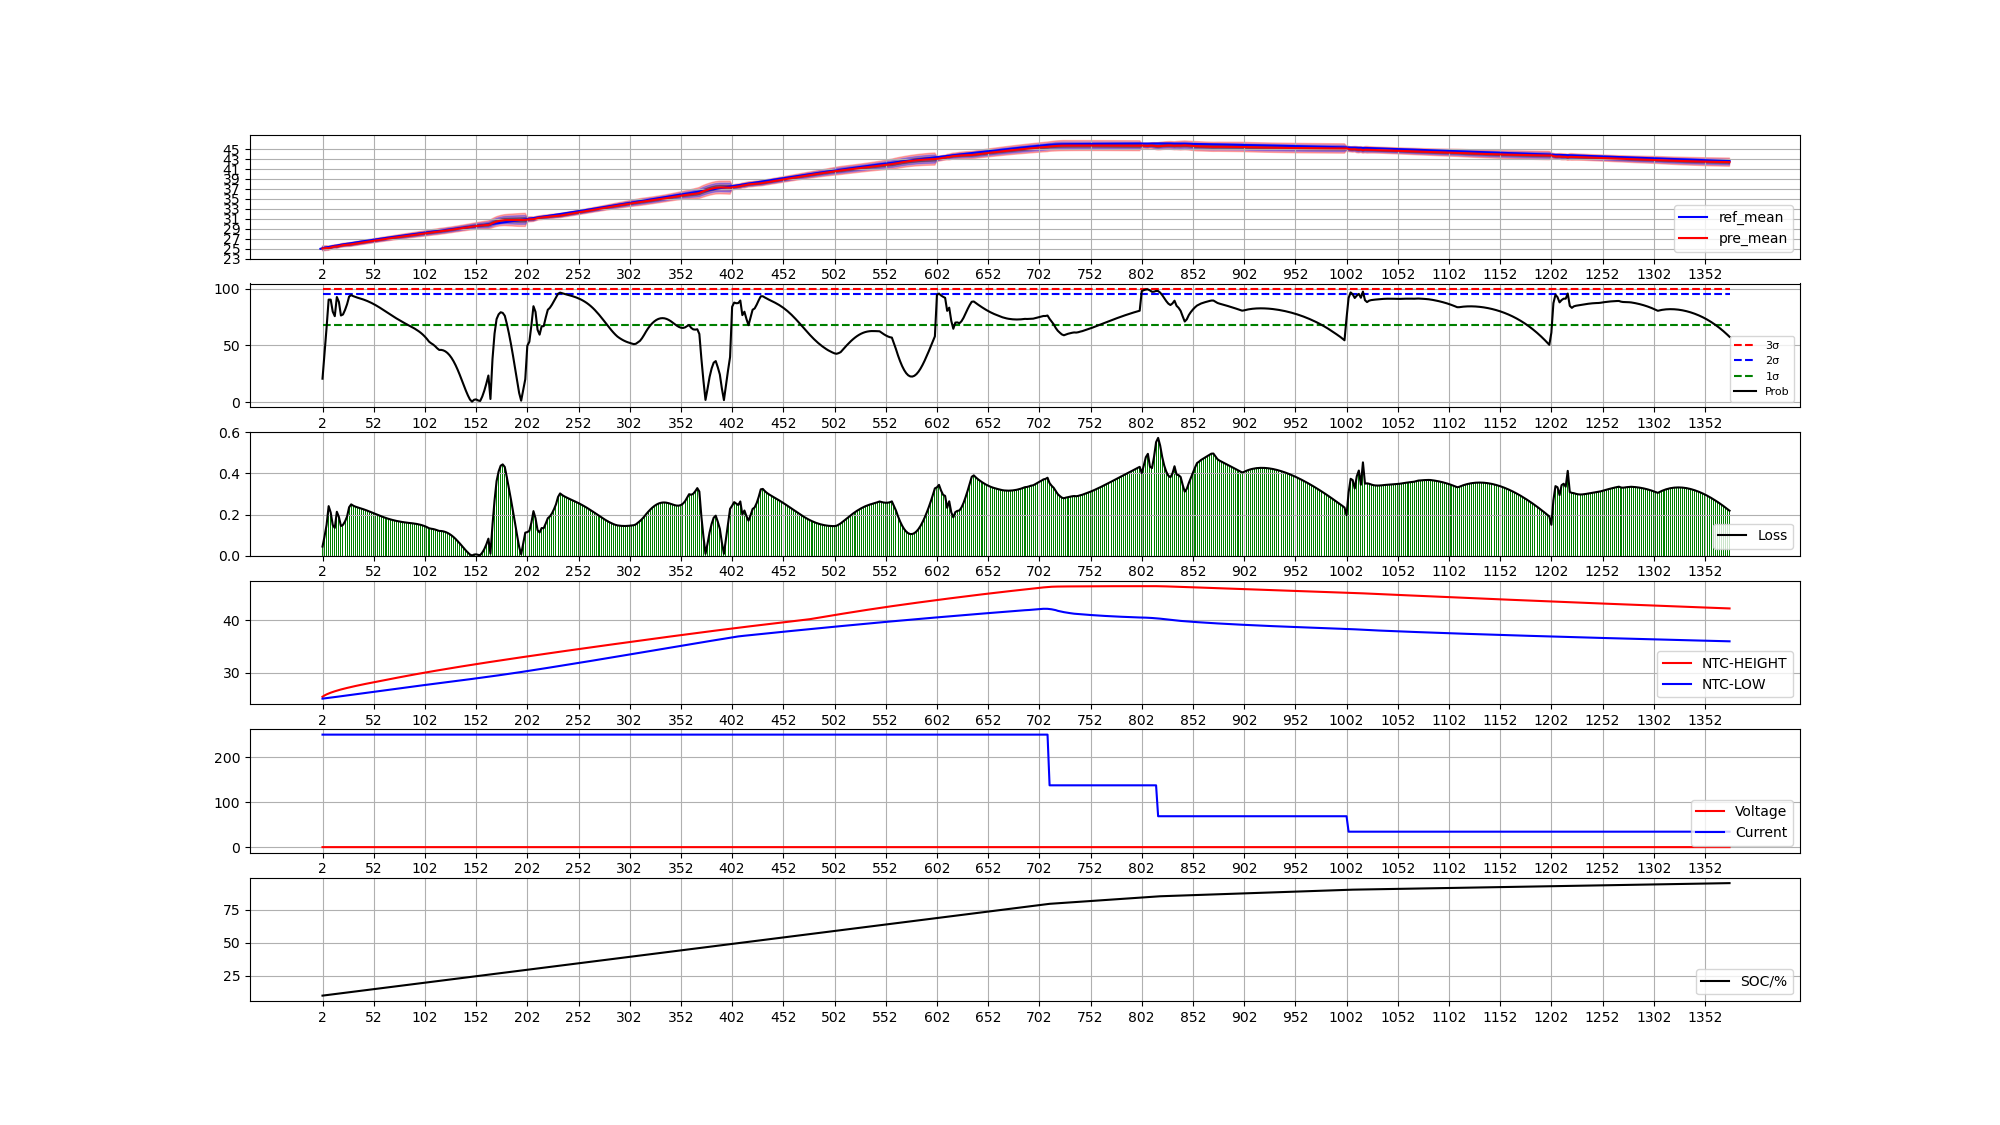 45
43
41
39
37
35
33
31
29
27
25
23
2 52 102 152 202 252 302 352 402 452 502 552 602 652 702 752 802 852 902 952 1002 1052 1102 1152 1202 1252 1302 1352
ref_mean
pre_mean
100
50
0
2 52 102 152 202 252 302 352 402 452 502 552 602 652 702 752 802 852 902 952 1002 1052 1102 1152 1202 1252 1302 1352
3σ
2σ
1σ
Prob
0.6
0.4
0.2
0.0
2 52 102 152 202 252 302 352 402 452 502 552 602 652 702 752 802 852 902 952 1002 1052 1102 1152 1202 1252 1302 1352
Loss
40
30
2 52 102 152 202 252 302 352 402 452 502 552 602 652 702 752 802 852 902 952 1002 1052 1102 1152 1202 1252 1302 1352
NTC-HEIGHT
NTC-LOW
200
100
0
2 52 102 152 202 252 302 352 402 452 502 552 602 652 702 752 802 852 902 952 1002 1052 1102 1152 1202 1252 1302 1352
Voltage
Current
75
50
25
2 52 102 152 202 252 302 352 402 452 502 552 602 652 702 752 802 852 902 952 1002 1052 1102 1152 1202 1252 1302 1352
SOC/%